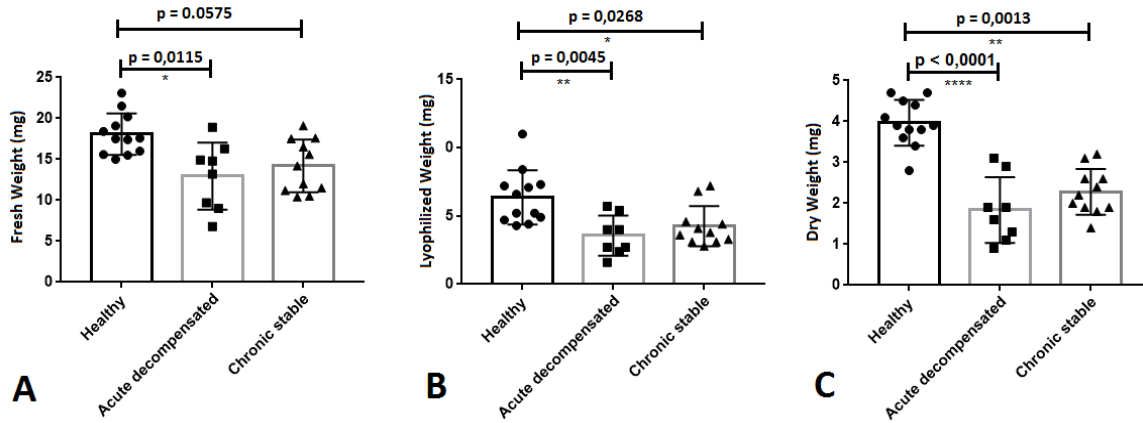 p = 0.0575
p = 0,0115
*
25
20
15
10
5
0
Fresh Weight (mg)
Healthy
Acute decompensated
Chronic stable
A
p = 0,0268
*
p = 0,0045
**
15
0
5
0
Lyophilized Weight (mg)
Healthy
Acute decompensated
Chronic stable
B
p = 0,0013
**
p < 0,0001
****
5
4
3
2
1
0
Dry Weight (mg)
Healthy
Acute decompensated
Chronic stable
C